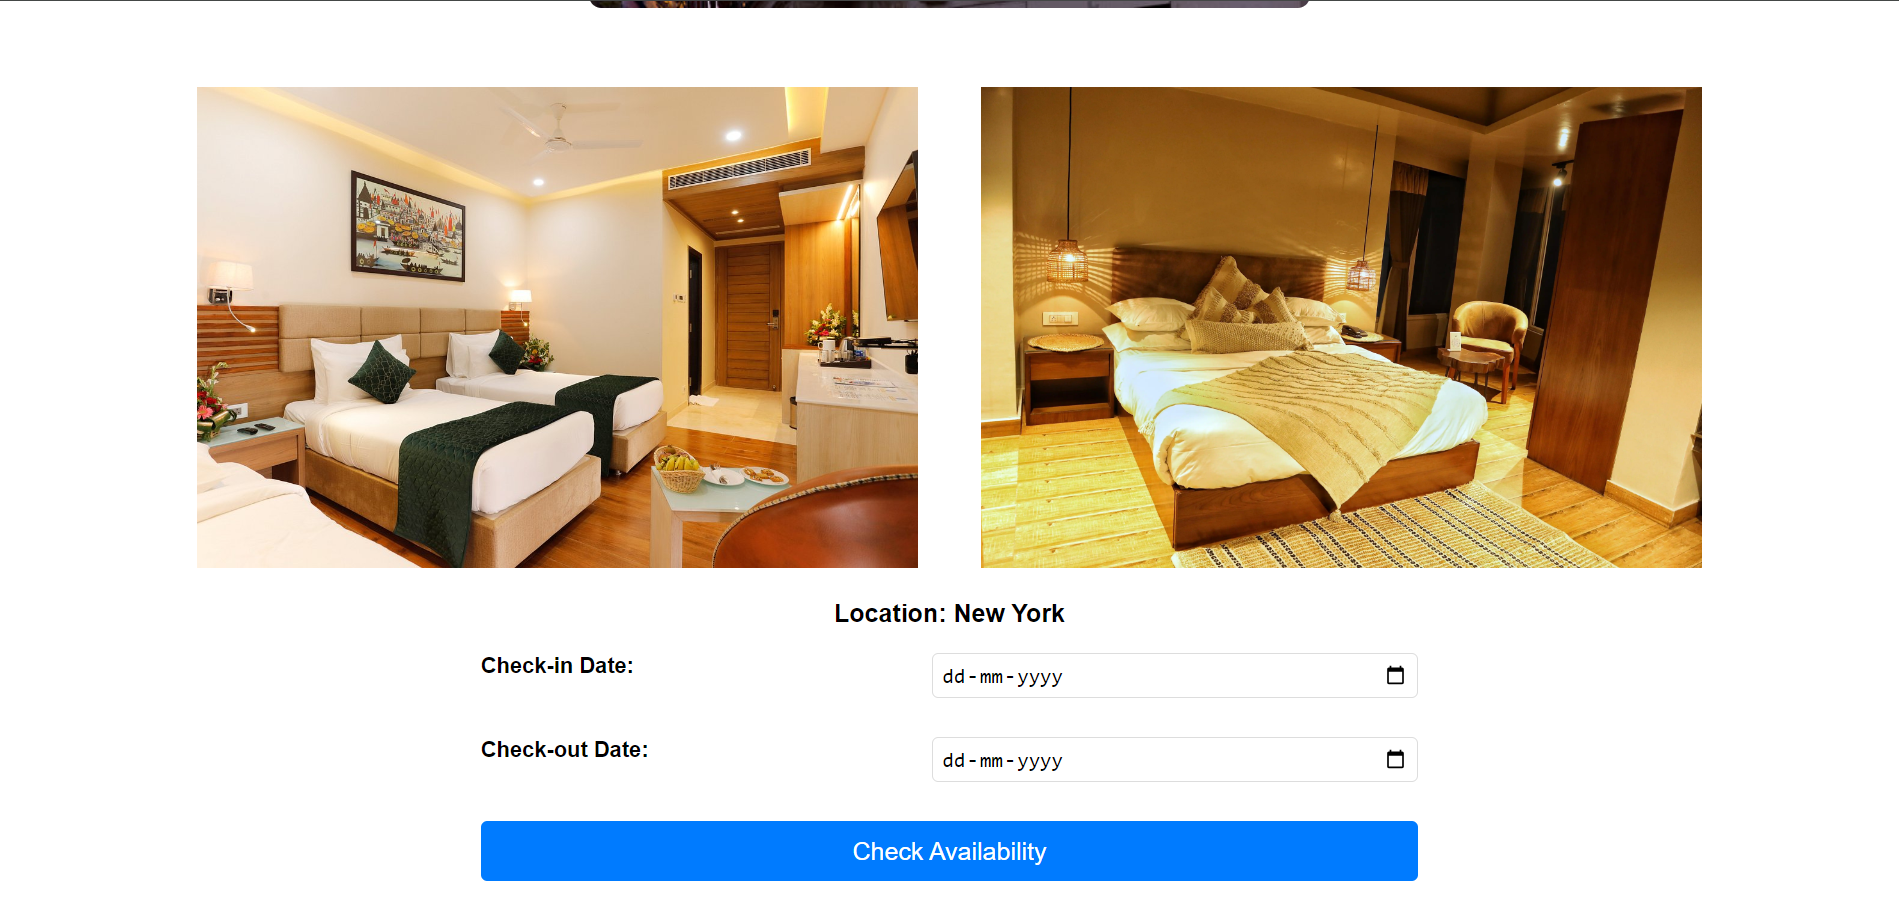 Location: New York
Check-in Date:
dd-mm-yyyy
Check-out Date:
dd-mm-yyyy
Check Availability